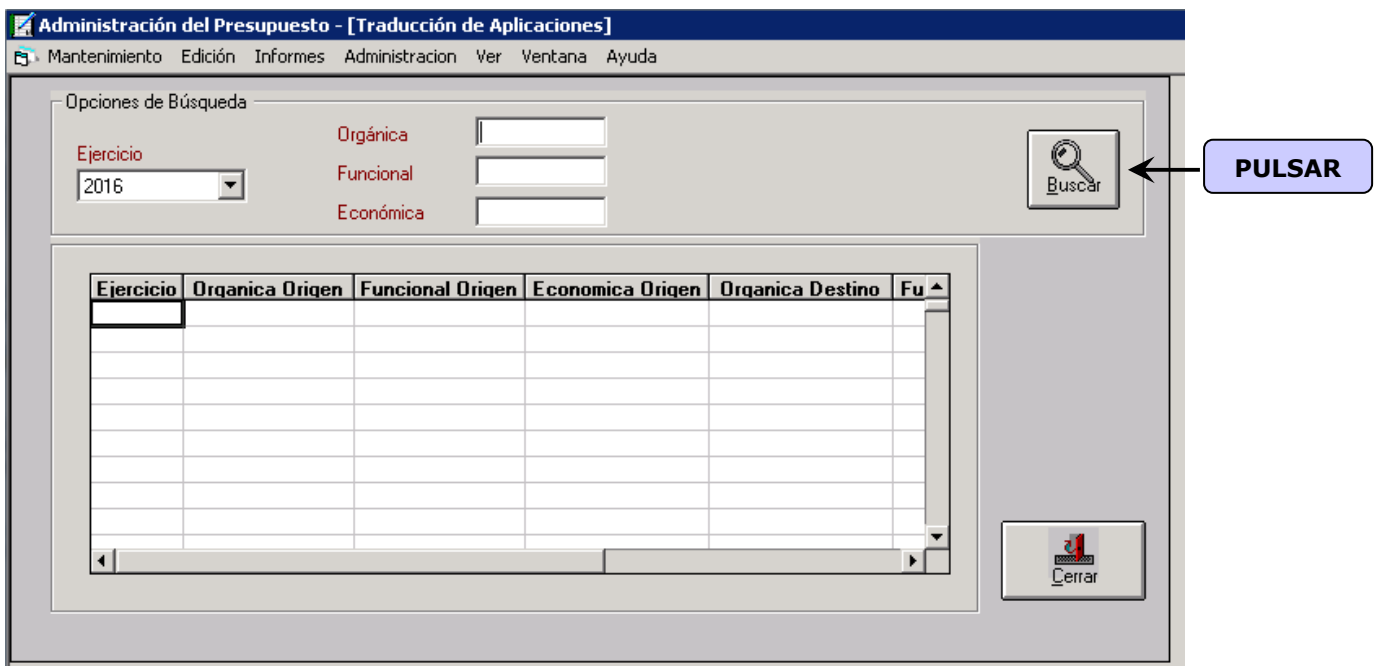 Administración del Presupuesto - [Traducción de Aplicaciones]
Mantenimiento Edición Informes Administracion Ver Ventana Ayuda
Opciones de Búsqueda
Ejercicio
2016
Orgánica
Funcional
Económica
Buscar
PULSAR
Ejercicio Organica Origen Funcional Origen Economica Origen Organica Destino Fu
Cerrar